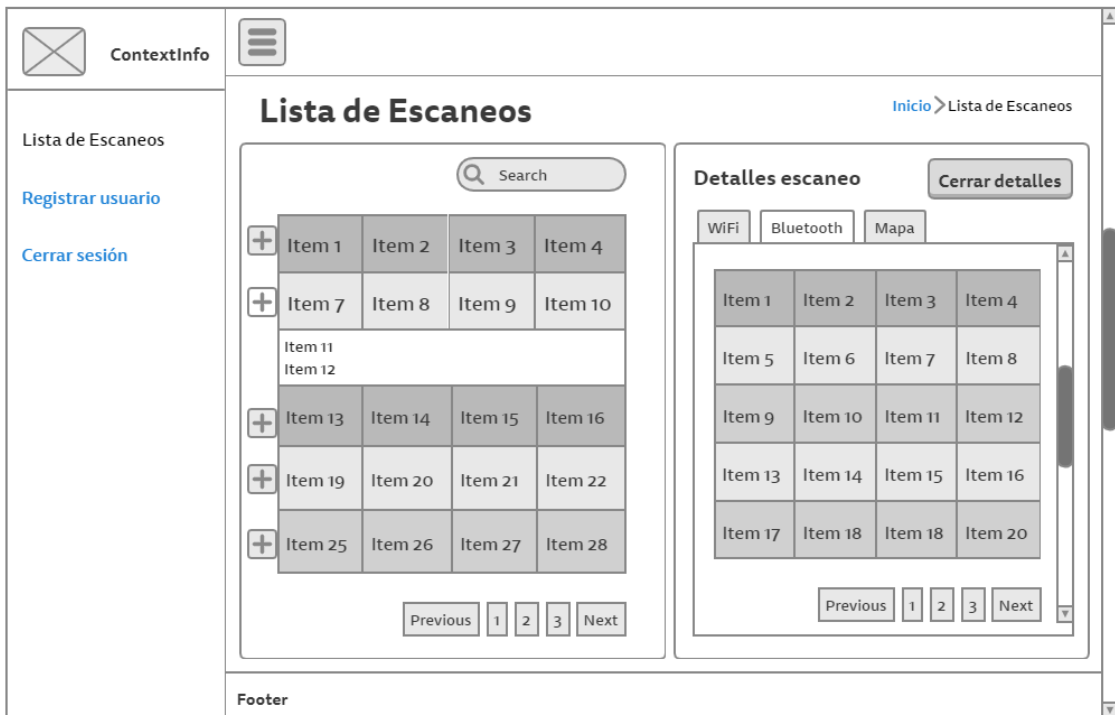 ContextInfo
Lista de Escaneos
Registrar usuario
Cerrar sesión
Lista de Escaneos
Inicio Lista de Escaneos
Search
Item 1 Item 2 Item 3 Item 4
Item 7 Item 8 Item 9 Item 10
Item 11
Item 12
Item 13 Item 14 Item 15 Item 16
Item 19 Item 20 Item 21 Item 22
Item 25 Item 26 Item 27 Item 28
Previous 1 2 3 Next
Detalles escaneo Cerrar detalles
WiFi Bluetooth Mapa
Item 1 Item 2 Item 3 Item 4
Item 5 Item 6 Item 7 Item 8
Item 9 Item 10 Item 11 Item 12
Item 13 Item 14 Item 15 Item 16
Item 17 Item 18 Item 18 Item 20
Previous 1 2 3 Next
Footer